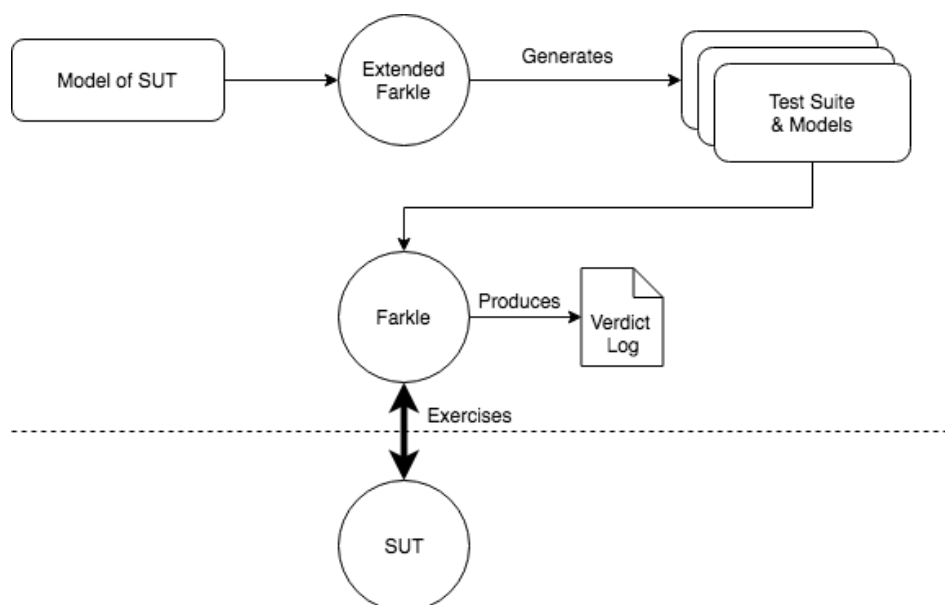 Model of SUT
Extended
Farkle
Generates
Test Suite
& Models
Farkle
Produces
Verdict
Log
Exercises
SUT